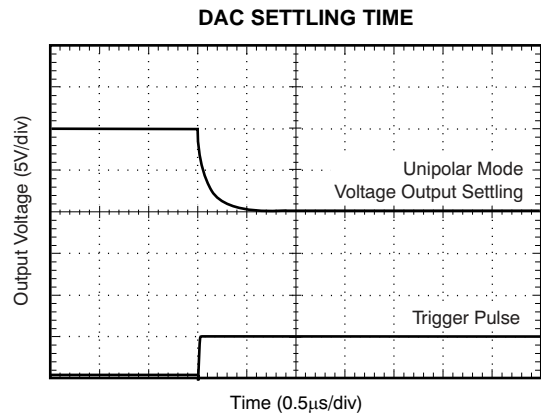 DAC SETTLING TIME
Output Voltage (5V/div)
Unipolar Mode
Voltage Output Settling
Trigger Pulse
Time (0.5µs/div)